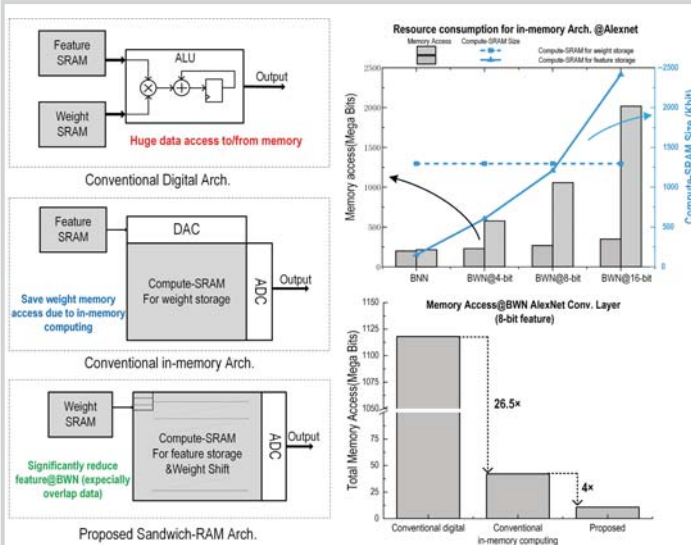 Feature
SRAM
ALU
Output
Weight
SRAM
Huge data access to/from memory
Conventional Digital Arch.
Feature
SRAM
DAC
Compute-SRAM
For weight storage
ADC
Output
Save weight memory
access due to in-memory
computing
Conventional in-memory Arch.
Weight
SRAM
Compute-SRAM
For feature storage
&Weight Shift
ADC
Output
Significantly reduce
feature@BWN (expecially
overlap data)
Proposed Sandwich-RAM Arch.
Resource consumption for in-memory Arch. @Alexnet
Memory Access
Compute-SRAM Size
Compute-SRAM for weight storage
Compute-SRAM for feature storage
Memory access(Mega Bits)
2500
2000
1500
1000
500
0
2500
2000
1500
1000
500
0
Compute-SRAM Size (Kbit)
BNN
BWN@4-bit
BWN@8-bit
BWN@16-bit
Memory Access@BWN AlexNet Conv. Layer
(8-bit feature)
Total Memory Access(Mega Bits)
1150
1125
1100
1075
1050
75
50
25
0
26.5×
4×
Conventional digital
Conventional
in-memory computing
Proposed